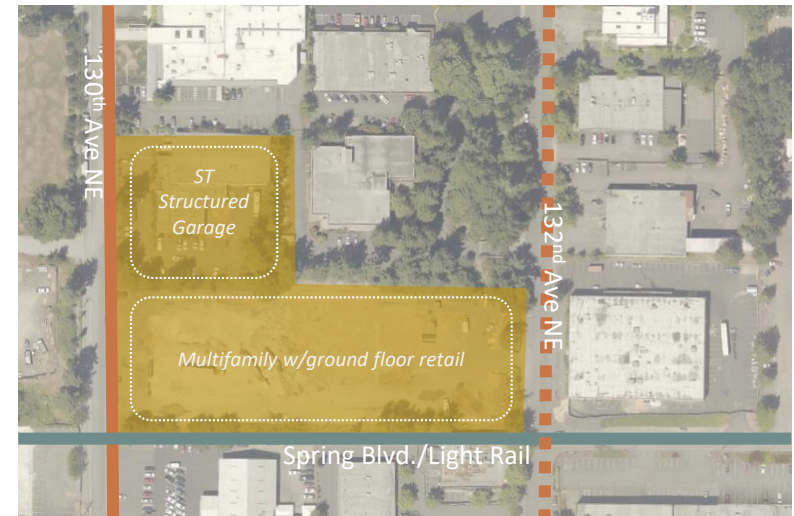 130th Ave NE
ST
Structured
Garage
132nd Ave NE
Multifamily w/ground floor retail
Spring Blvd./Light Rail